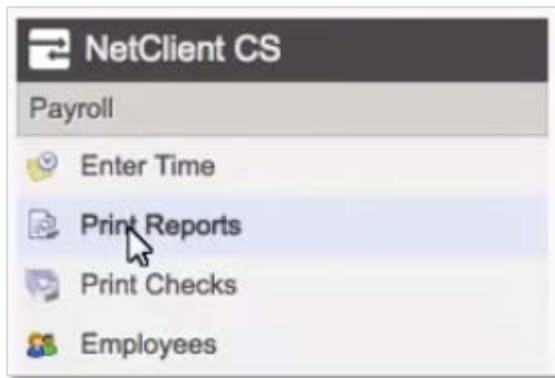 NetClient CS
Payroll
Enter Time
Print Reports
Print Checks
Employees